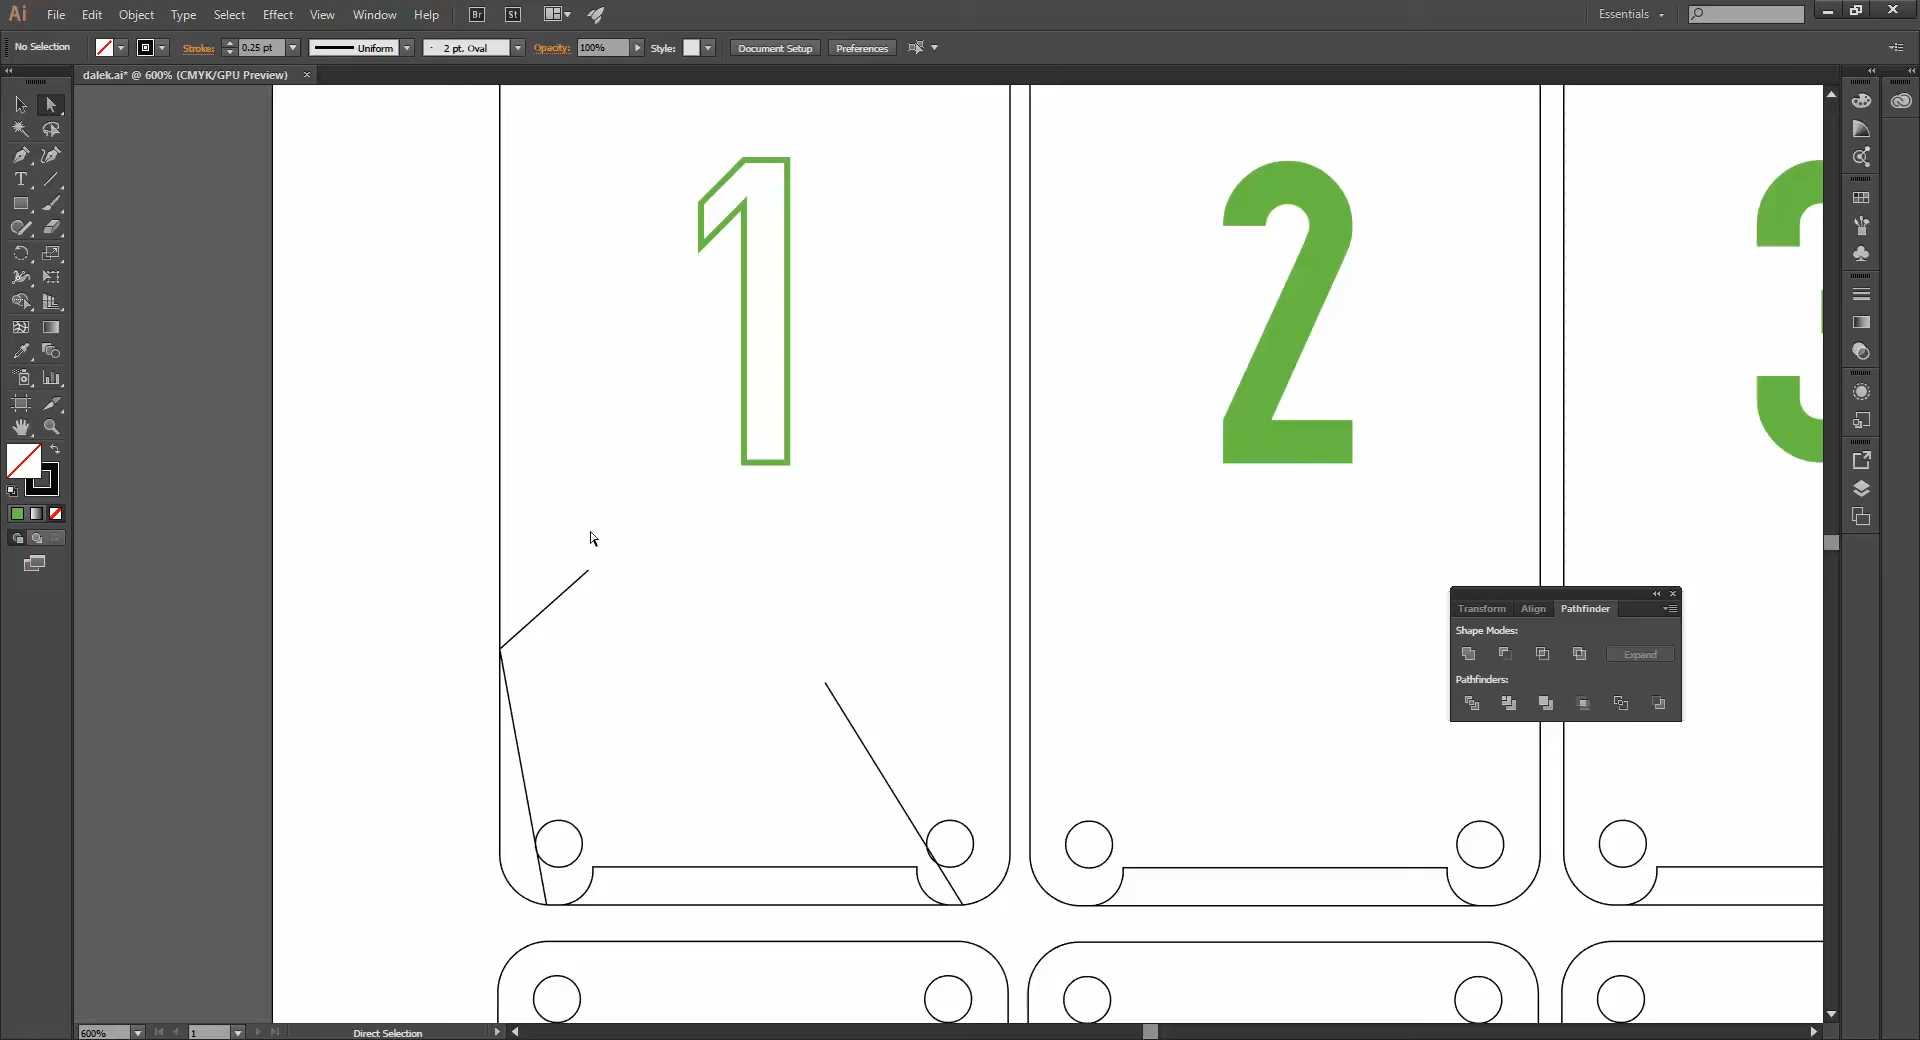 Ai File Edit Object Type Select Effect View Window Help Br St Essentials
No Selection Stroke: 0.25 pt Uniform 2 pt. Oval Opacity: 100% Style: Document Setup Preferences
dalek.ai* @ 600% (CMYK/GPU Preview) ×
T
1 2 3
Transform Align Pathfinder
Shape Modes:
Expand
Pathfinders:
600% 1 Direct Selection